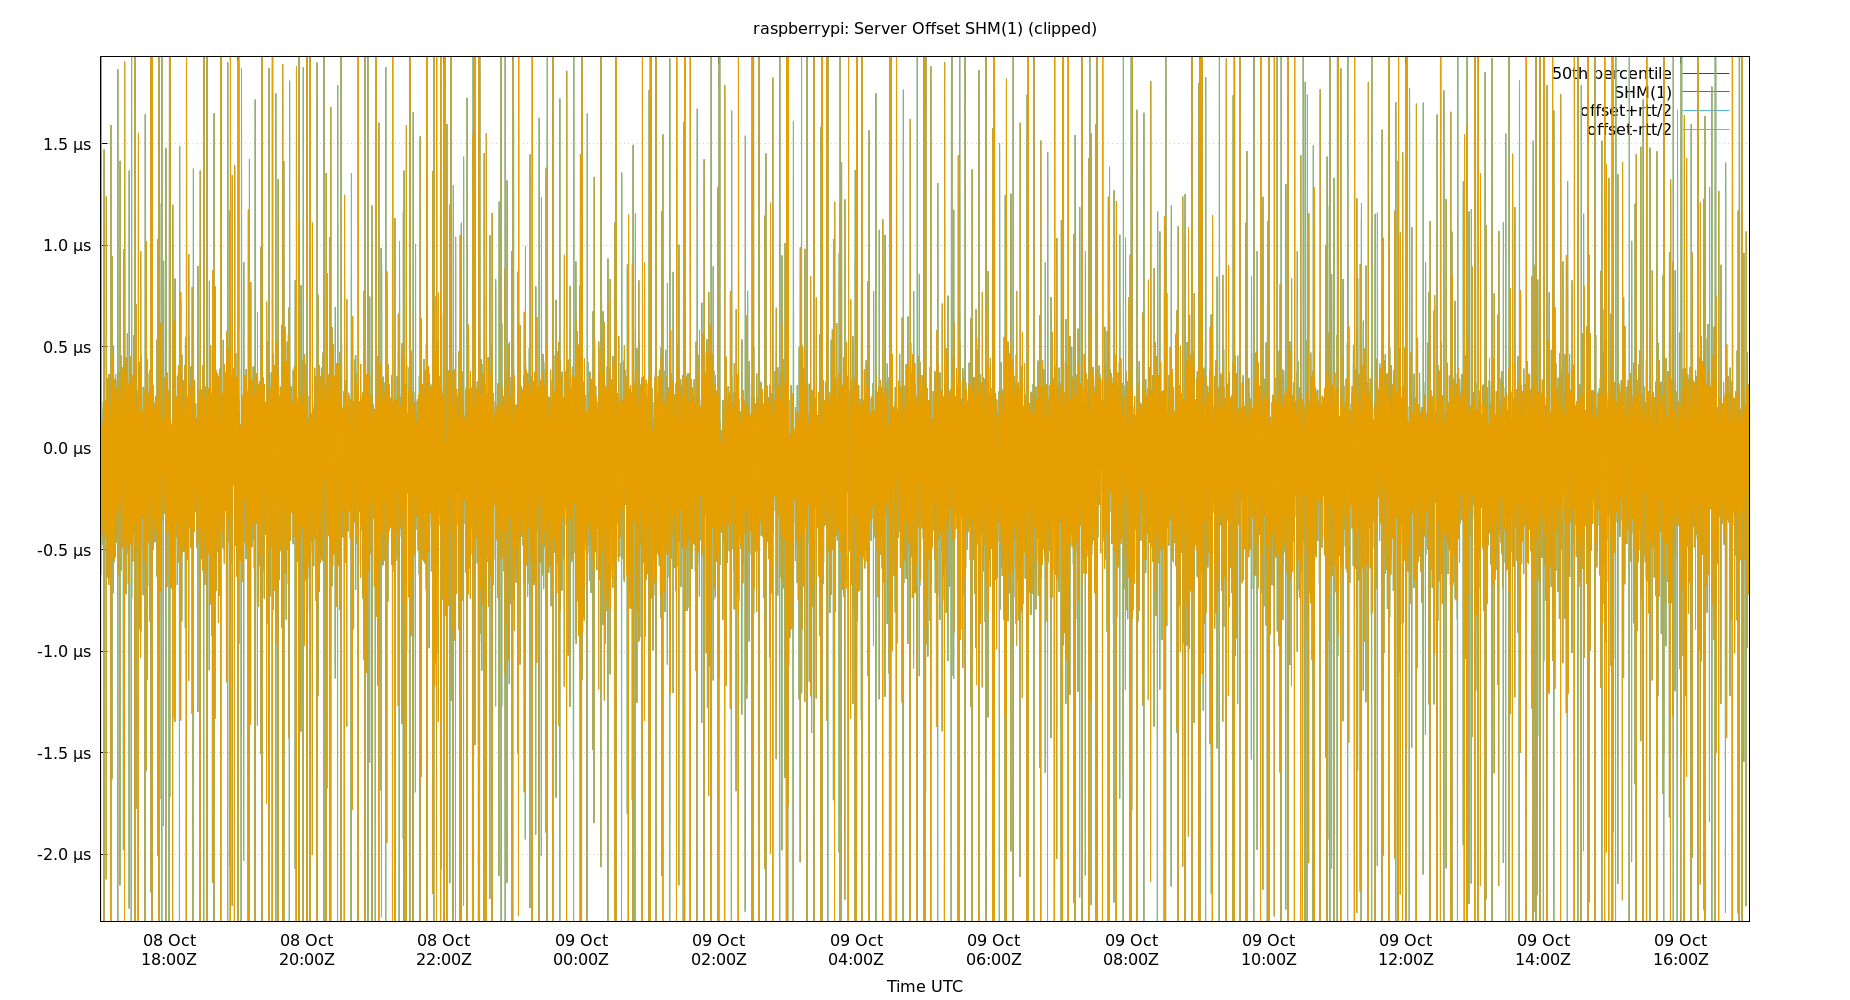 raspberrypi: Server Offset SHM(1) (clipped)
50th percentile
SHM(1)
offset+rtt/2
offset-rtt/2
1.5 µs
1.0 µs
0.5 µs
0.0 µs
-0.5 µs
-1.0 µs
-1.5 µs
-2.0 µs
08 Oct 08 Oct 08 Oct 09 Oct 09 Oct 09 Oct 09 Oct 09 Oct 09 Oct 09 Oct 09 Oct 09 Oct
18:00Z 20:00Z 22:00Z 00:00Z 02:00Z 04:00Z 06:00Z 08:00Z 10:00Z 12:00Z 14:00Z 16:00Z
Time UTC